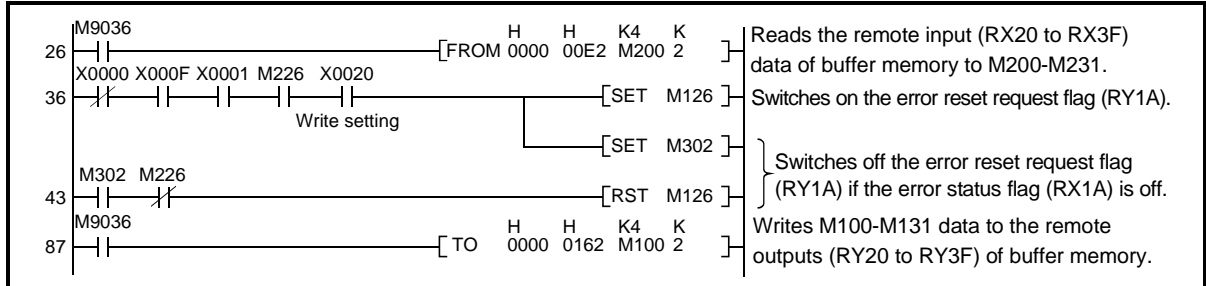 M9036
H H K4 K
26 [FROM 0000 00E2 M200 2 ] Reads the remote input (RX20 to RX3F)
data of buffer memory to M200-M231.
X0000 X000F X0001 M226 X0020
36 [SET M126 ] Switches on the error reset request flag (RY1A).
Write setting
[SET M302 ]
Switches off the error reset request flag
(RY1A) if the error status flag (RX1A) is off.
M302 M226
43 [RST M126 ]
M9036
H H K4 K
87 [ TO 0000 0162 M100 2 ]
Writes M100-M131 data to the remote
outputs (RY20 to RY3F) of buffer memory.